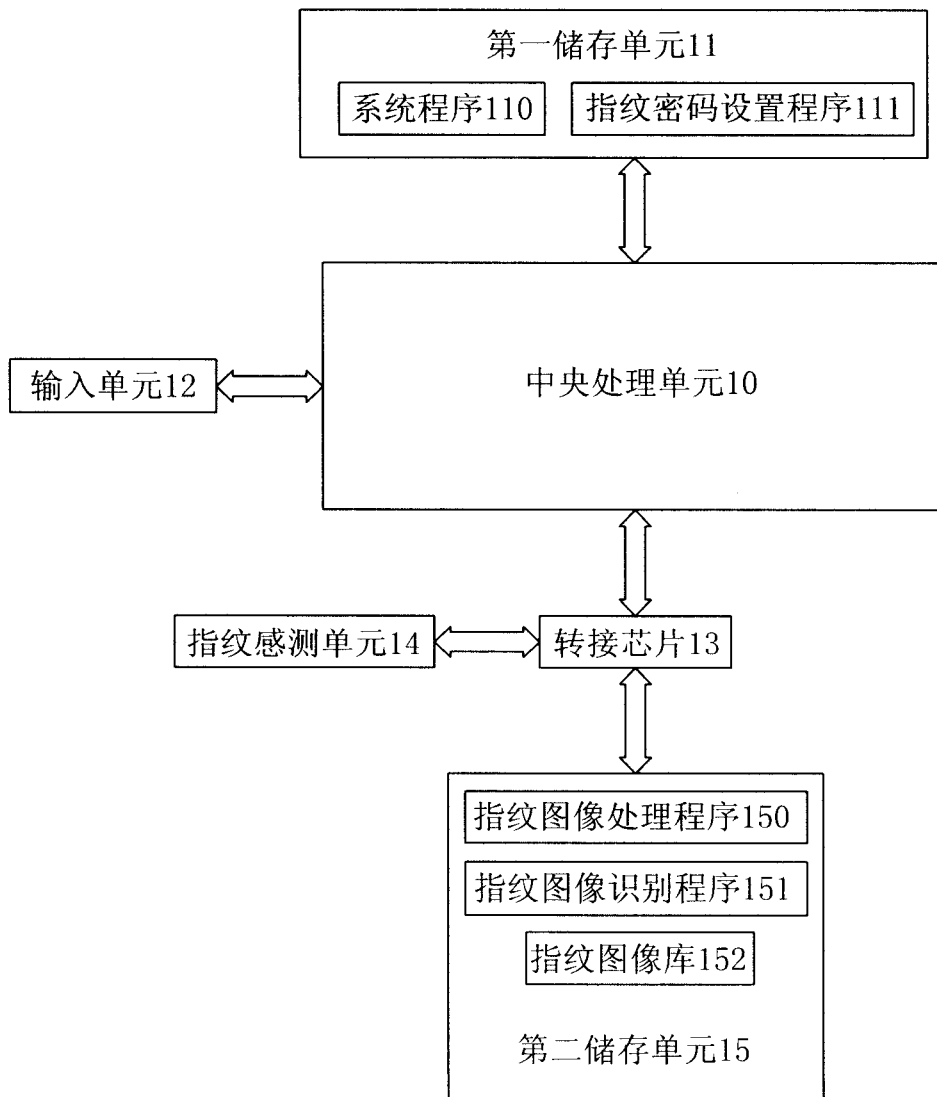 第一储存单元11
系统程序110
指纹密码设置程序111
输入单元12
中央处理单元10
指纹感测单元14
转接芯片13
指纹图像处理程序150
指纹图像识别程序151
指纹图像库152
第二储存单元15